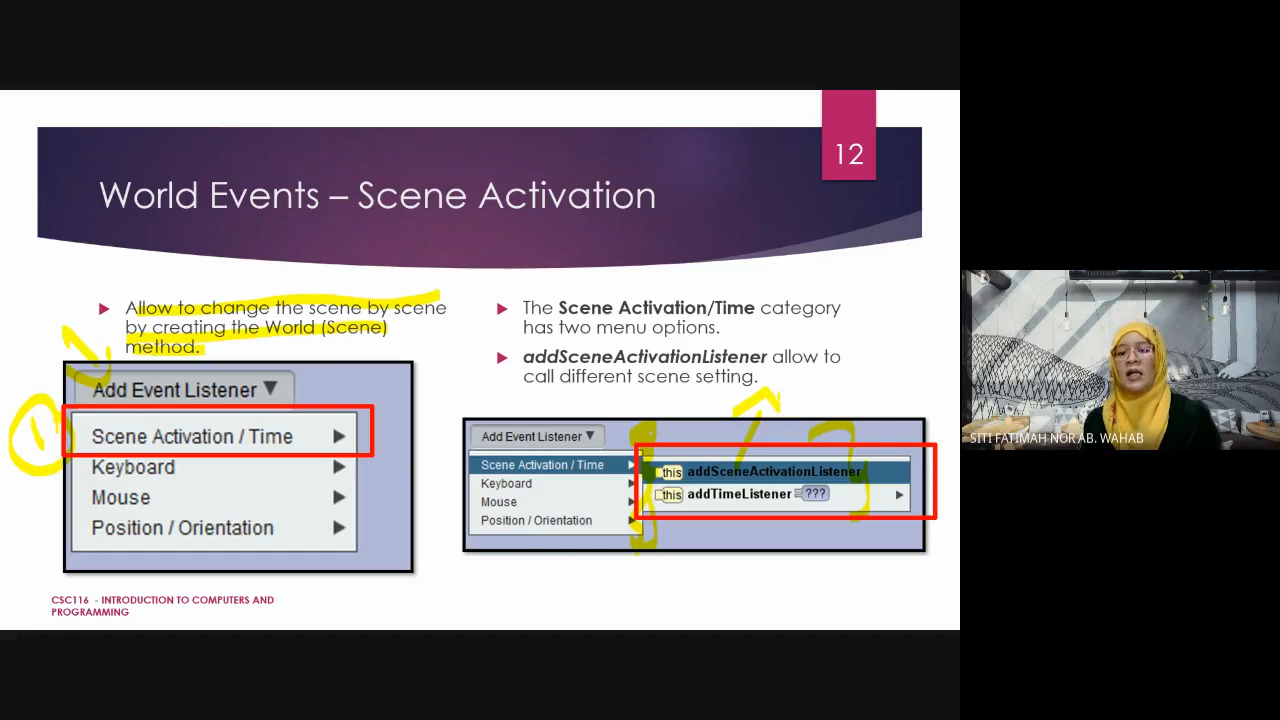 12
World Events – Scene Activation
Allow to change the scene by scene
by creating the World (Scene)
method.
Add Event Listener
Scene Activation / Time
Keyboard
Mouse
Position / Orientation
The Scene Activation/Time category
has two menu options.
addSceneActivationListener allow to
call different scene setting.
Add Event Listener
Scene Activation / Time
Keyboard
Mouse
Position / Orientation
this addSceneActivationListener
this addTimeListener ???
CSC116 - INTRODUCTION TO COMPUTERS AND
PROGRAMMING
SITI FATIMAH NOR AB. WAHAB